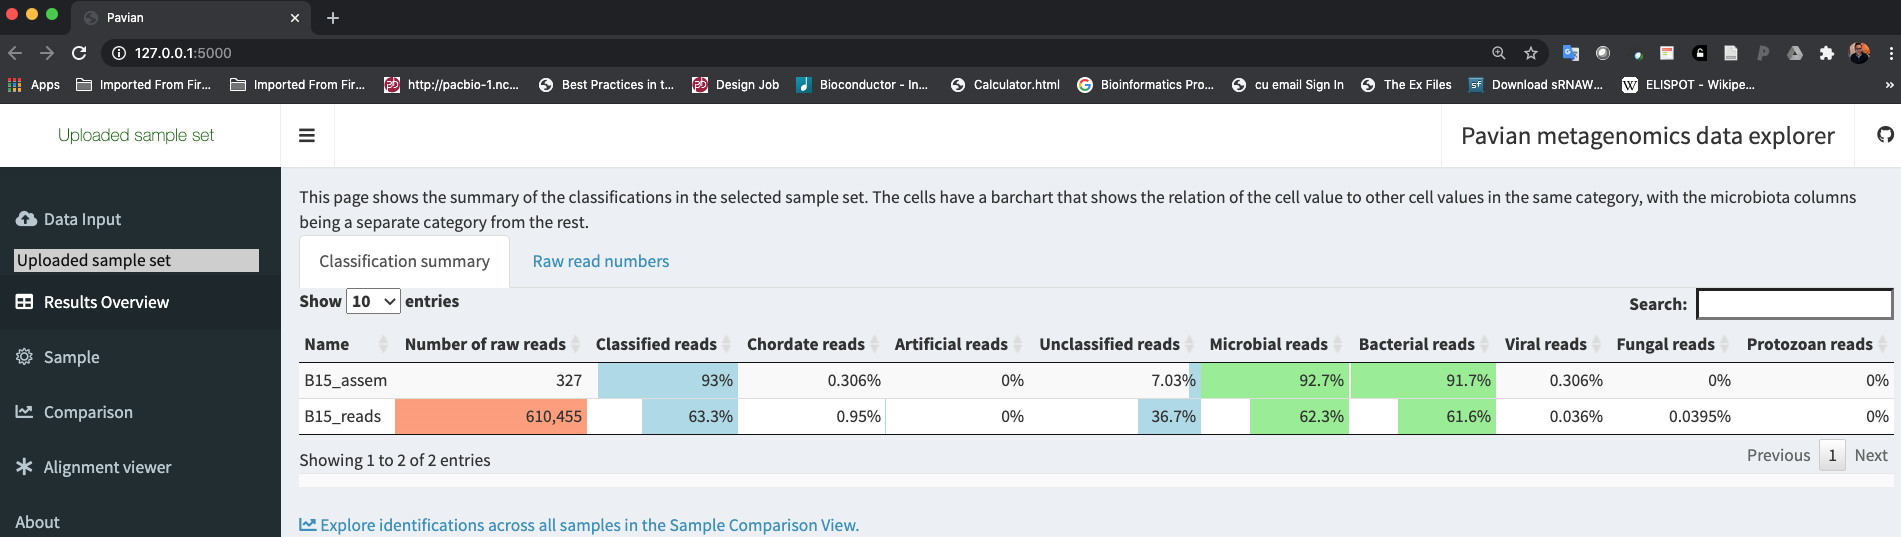 Pavian
127.0.0.1:5000
Apps Imported From Fir... Imported From Fir... http://pacbio-1.nc... Best Practices in t... Design Job Bioconductor - In... Calculator.html Bioinformatics Pro... cu email Sign In The Ex Files Download sRNAW... ELISPOT - Wikipe... »
Uploaded sample set
Pavian metagenomics data explorer
Data Input
Uploaded sample set
Results Overview
Sample
Comparison
Alignment viewer
About
This page shows the summary of the classifications in the selected sample set. The cells have a barchart that shows the relation of the cell value to other cell values in the same category, with the microbiota columns
being a separate category from the rest.
Classification summary Raw read numbers
Show 10 entries
Search:
Name Number of raw reads Classified reads Chordate reads Artificial reads Unclassified reads Microbial reads Bacterial reads Viral reads Fungal reads Protozoan reads
B15_assem 327 93% 0.306% 0% 7.03% 92.7% 91.7% 0.306% 0% 0%
B15_reads 610,455 63.3% 0.95% 0% 36.7% 62.3% 61.6% 0.036% 0.0395% 0%
Showing 1 to 2 of 2 entries
Previous 1 Next
Explore identifications across all samples in the Sample Comparison View.